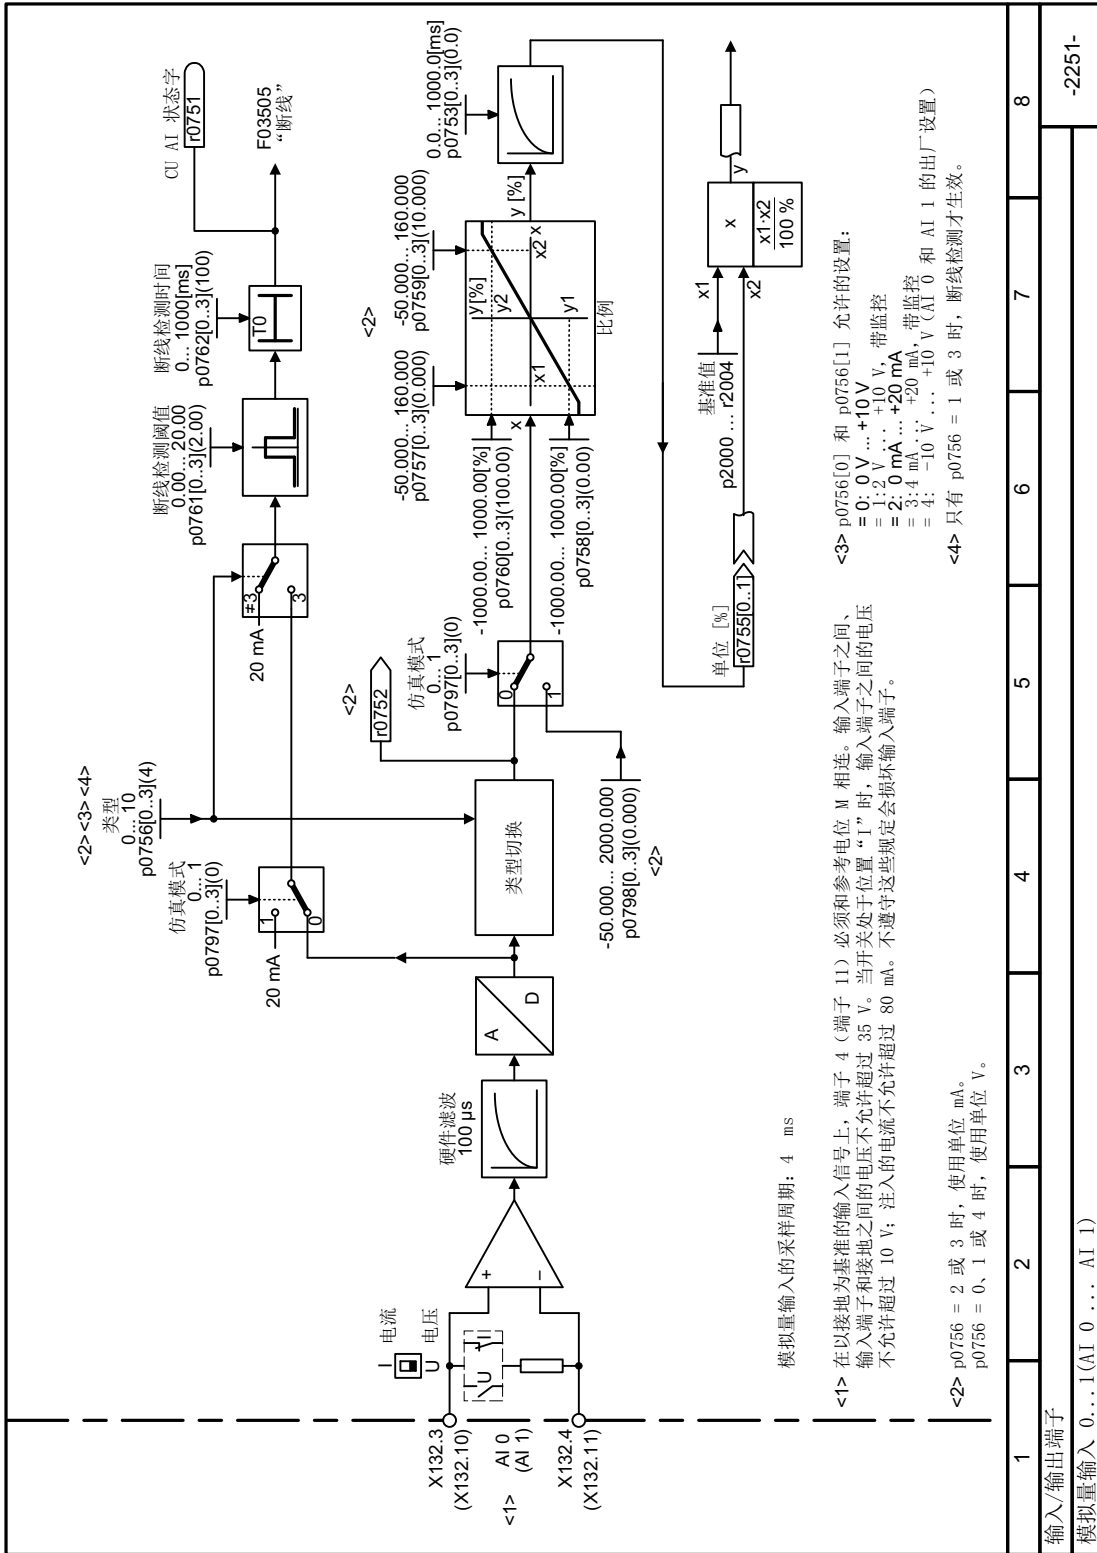 CU AI 状态字
r0751
F03505
“断线”
断线检测时间
0... 1000[ms]
p0762[0..3](100)
T0
断线检测阈值
0.00... 20.00
p0761[0..3](2.00)
20 mA
#3
3
<2><3><4>
类型
0... 10
p0756[0..3](4)
仿真模式
0... 1
p0797[0..3](0)
20 mA
1
0
0.0... 1000.0[ms]
p0753[0..3](0.0)
y [%]
-50.000... 160.000
p0759[0..3](10.000)
<2>
-50.000... 160.000
p0757[0..3](0.000)
y[%]
y2
x
x2
x1
y1
比例
x
-1000.00... 1000.00[%]
p0760[0..3](100.00)
-1000.00... 1000.00[%]
p0758[0..3](0.00)
<2>
r0752
仿真模式
0... 1
p0797[0..3](0)
0
1
-50.000... 2000.000
p0798[0..3](0.000)
<2>
类型切换
A
D
硬件滤波
100 µs
+
−
I
电流
U
电压
U
I
X132.3
(X132.10)
<1>
AI 0
(AI 1)
X132.4
(X132.11)
单位 [%]
r0755[0..1]
基准值
p2000 ... r2004
x1
x2
x
x1·x2
100 %
y
模拟量输入的采样周期: 4 ms
<1> 在以接地为基准的输入信号上，端子 4（端子 11）必须和参考电位 M 相连。输入端子之间、
输入端子和接地之间的电压不允许超过 35 V。当开关处于位置“I”时，输入端子之间的电压
不允许超过 10 V；注入的电流不允许超过 80 mA。不遵守这些规定会损坏输入端子。
<2> p0756 = 2 或 3 时，使用单位 mA。
p0756 = 0、1 或 4 时，使用单位 V。
<3> p0756[0] 和 p0756[1] 允许的设置：
= 0: 0 V ... +10 V
= 1:2 V ... +10 V, 带监控
= 2: 0 mA ... +20 mA
= 3:4 mA... +20 mA, 带监控
= 4: -10 V ... +10 V（AI 0 和 AI 1 的出厂设置）
<4> 只有 p0756 = 1 或 3 时，断线检测才生效。
1
2
3
4
5
6
7
8
输入/输出端子
模拟量输入 0...1(AI 0 ... AI 1)
-2251-